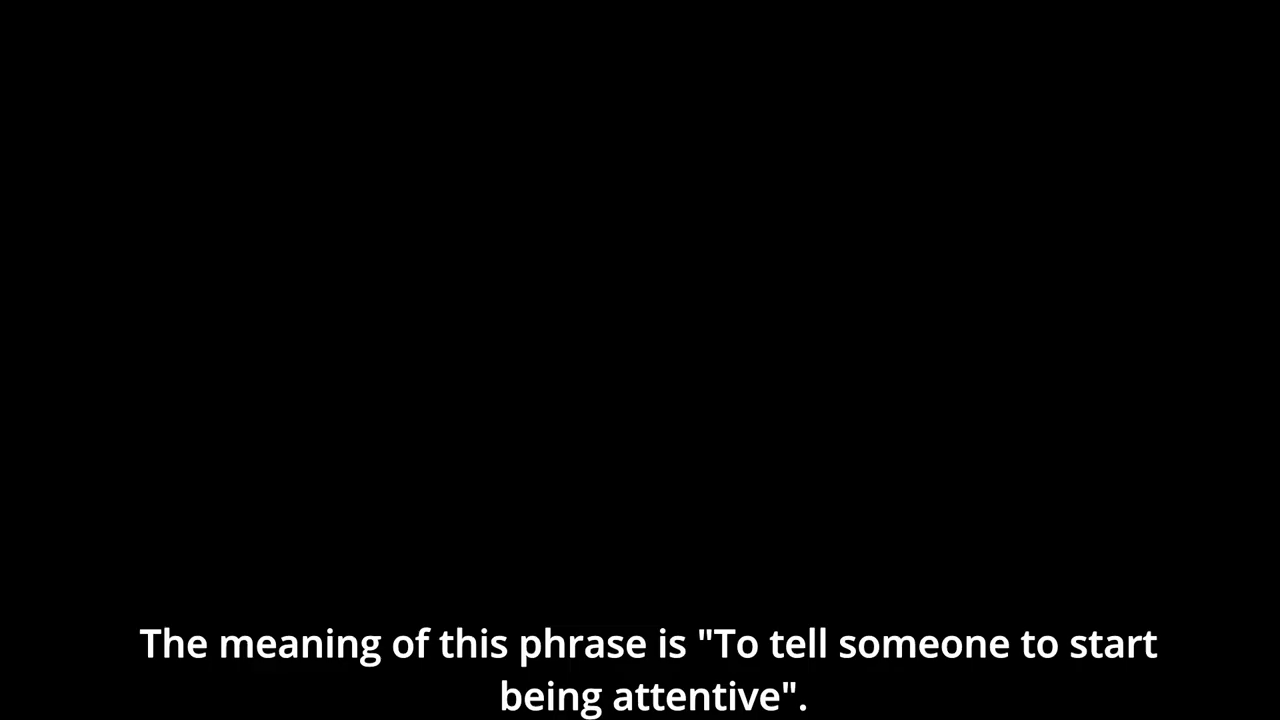 The meaning of this phrase is "To tell someone to start
being attentive".